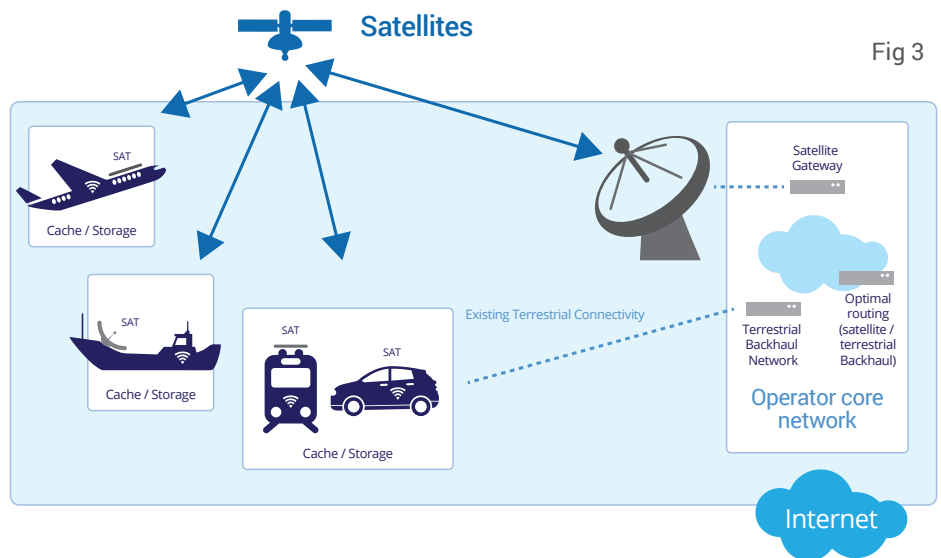 Satellites
Fig 3
SAT
Cache / Storage
SAT
Cache / Storage
SAT
SAT
Cache / Storage
Existing Terrestrial Connectivity
Satellite
Gateway
Terrestrial
Backhaul
Network
Optimal
routing
(satellite /
terrestrial
Backhaul)
Operator core
network
Internet